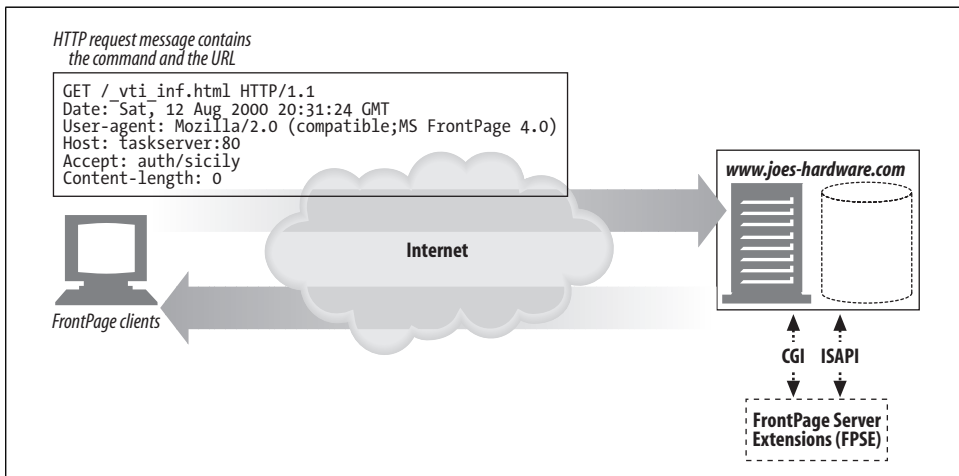 HTTP request message contains
the command and the URL
GET /_vti_inf.html HTTP/1.1
Date: Sat, 12 Aug 2000 20:31:24 GMT
User-agent: Mozilla/2.0 (compatible;MS FrontPage 4.0)
Host: taskserver:80
Accept: auth/sicily
Content-length: 0
www.joes-hardware.com
Internet
FrontPage clients
CGI ISAPI
FrontPage Server
Extensions (FPSE)